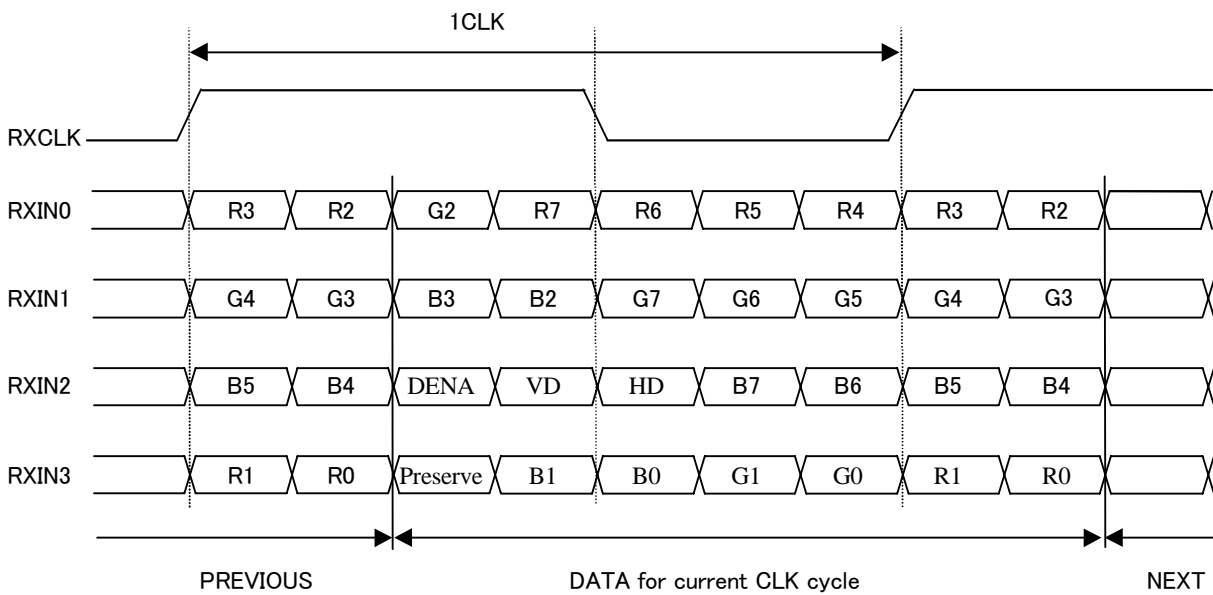 1CLK
RXCLK
RXIN0 R3 R2 G2 R7 R6 R5 R4 R3 R2
RXIN1 G4 G3 B3 B2 G7 G6 G5 G4 G3
RXIN2 B5 B4 DENA VD HD B7 B6 B5 B4
RXIN3 R1 R0 Preserve B1 B0 G1 G0 R1 R0
PREVIOUS DATA for current CLK cycle NEXT